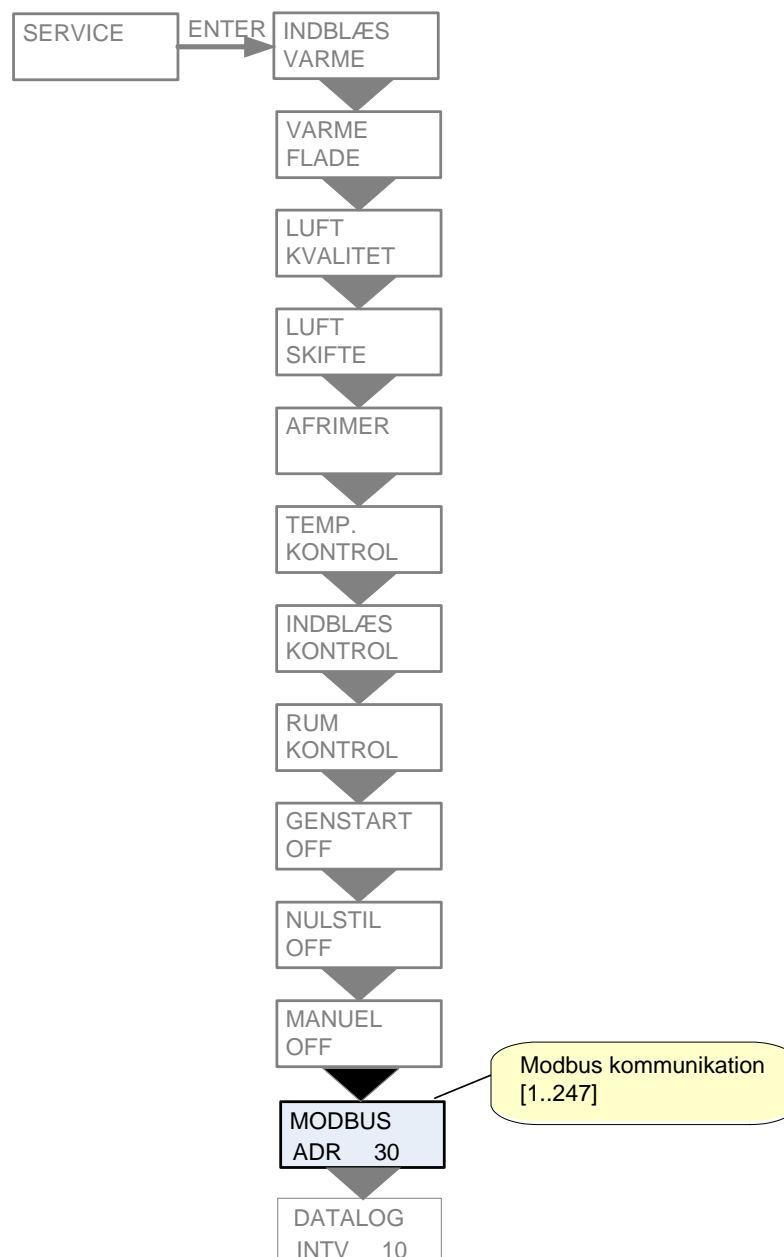 SERVICE
ENTER
INDBLÆS
VARME
VARME
FLADE
LUFT
KVALITET
LUFT
SKIFTE
AFRIMER
TEMP.
KONTROL
INDBLÆS
KONTROL
RUM
KONTROL
GENSTART
OFF
NULSTIL
OFF
MANUEL
OFF
Modbus kommunikation
[1..247]
MODBUS
ADR 30
DATALOG
INTV 10